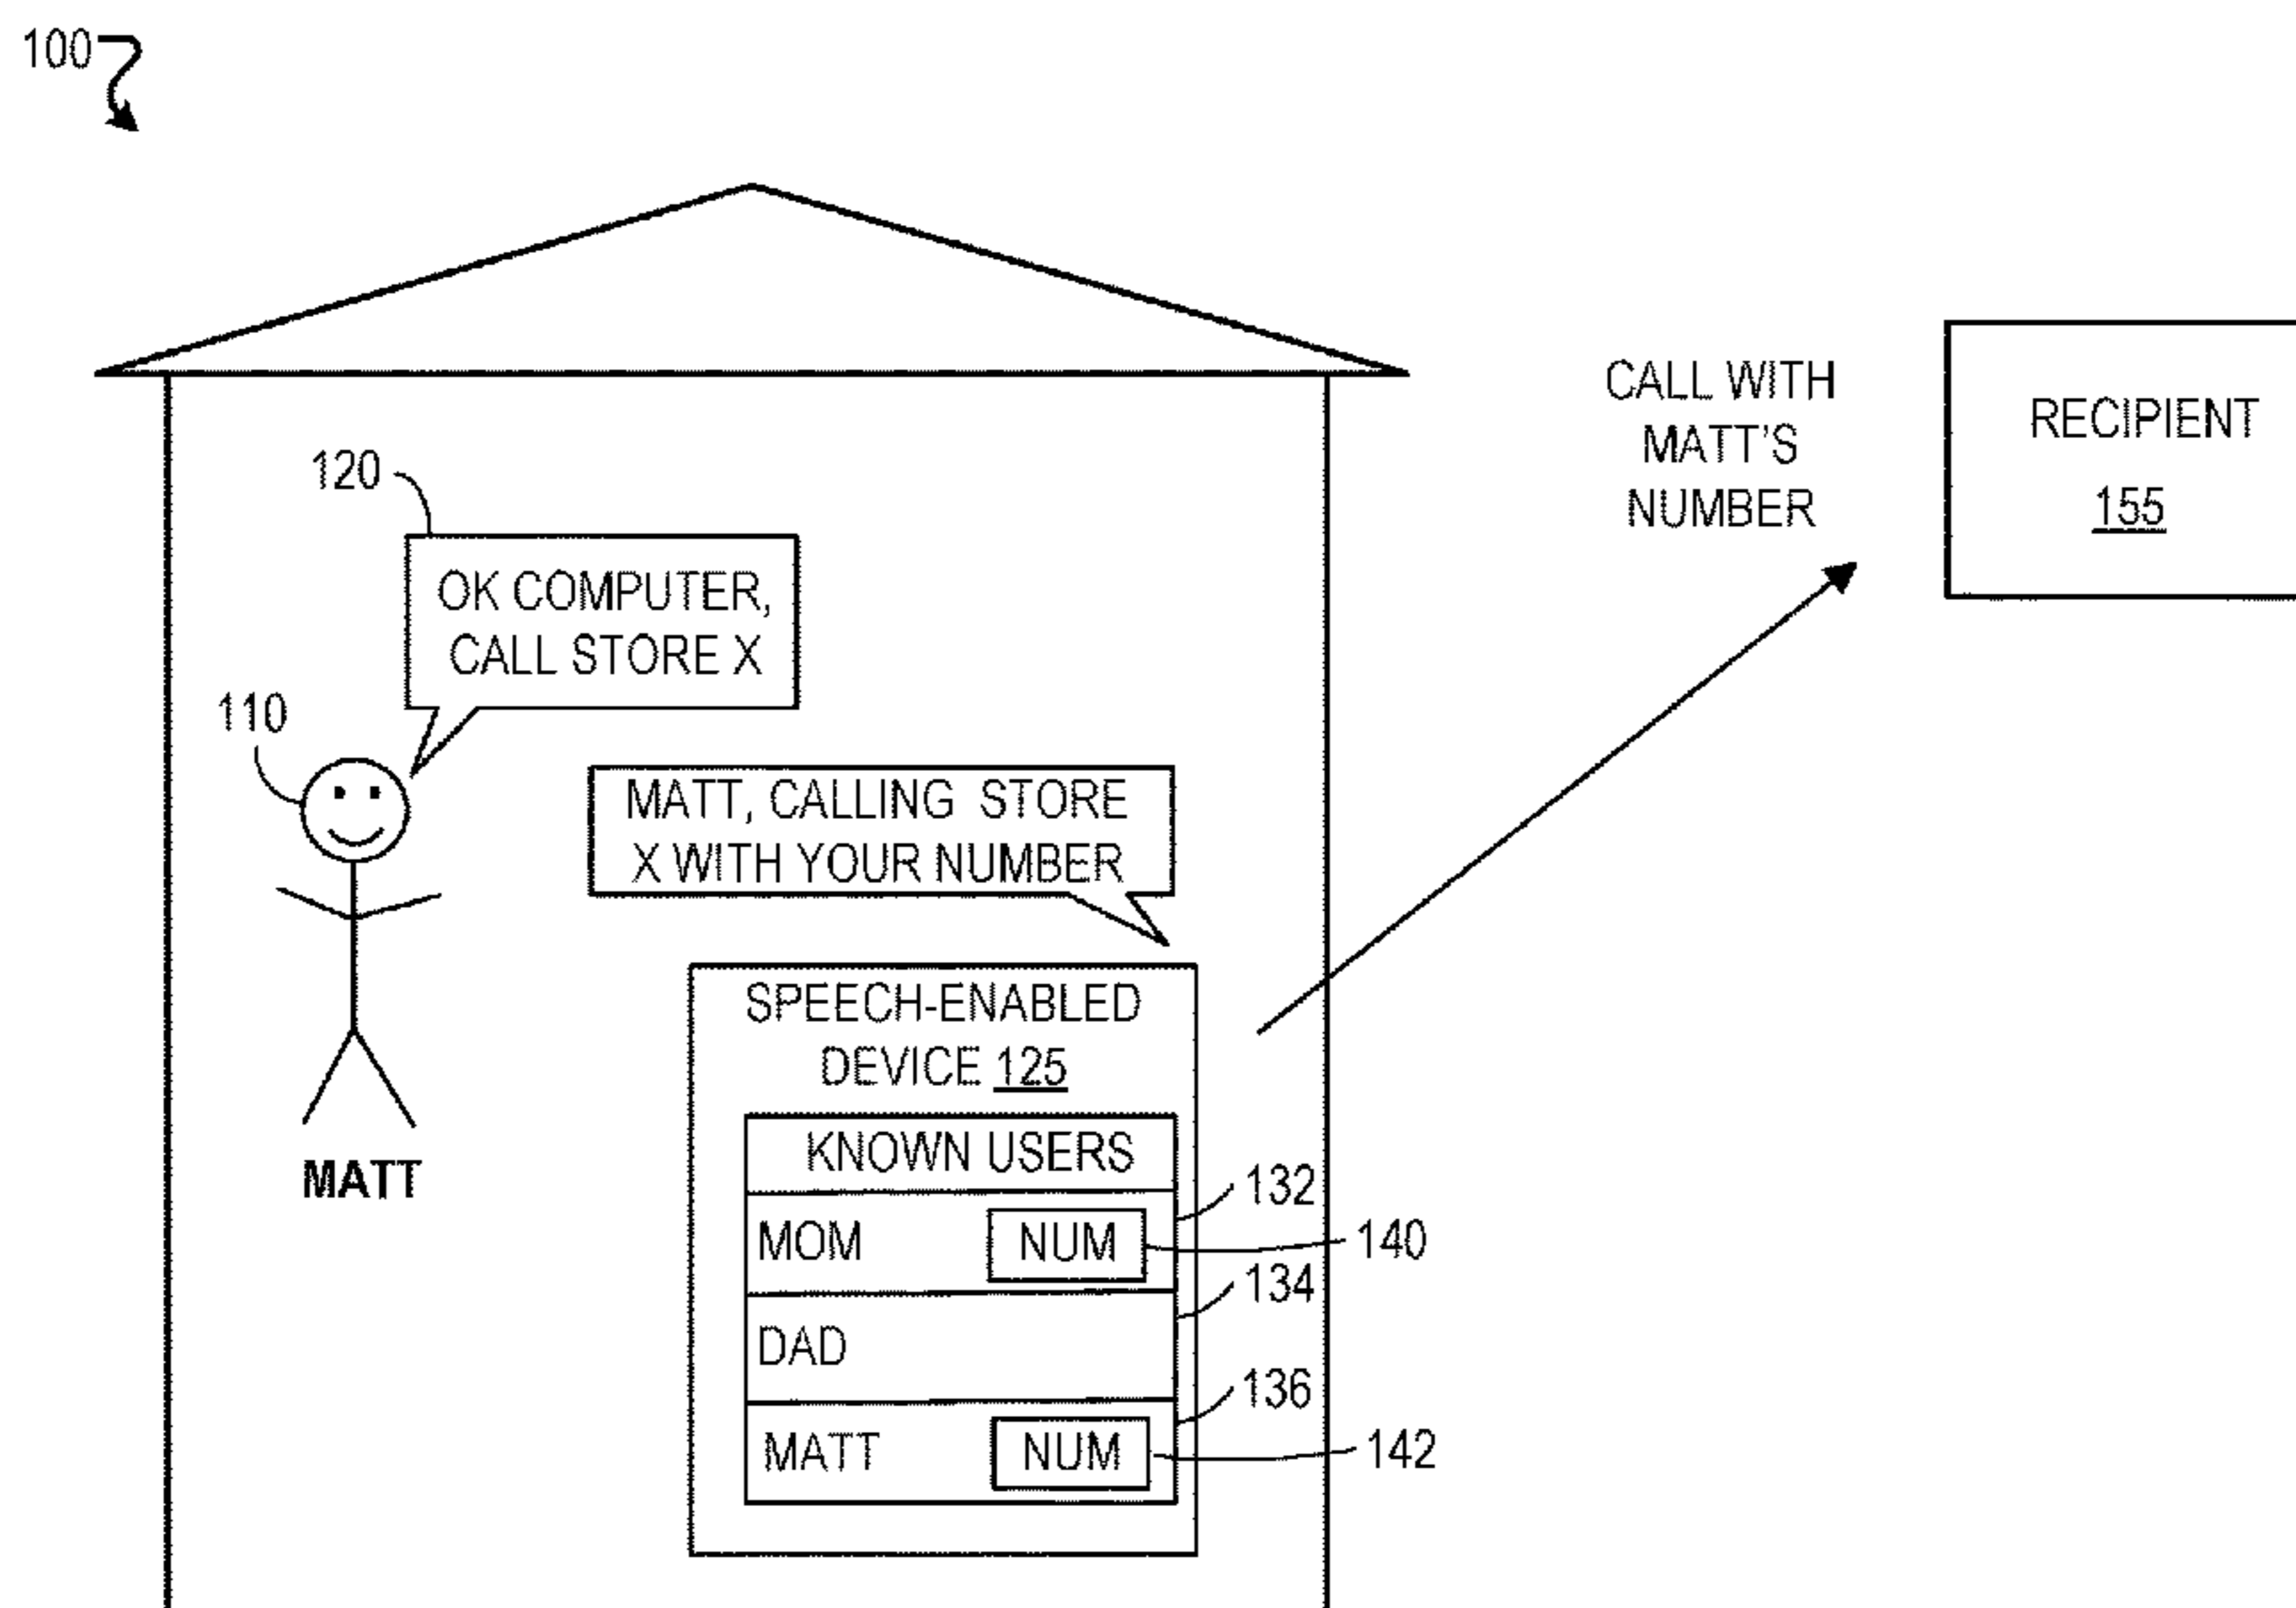 100
CALL WITH
MATT'S
NUMBER
RECIPIENT
155
120
OK COMPUTER,
CALL STORE X
110
MATT, CALLING STORE
X WITH YOUR NUMBER
SPEECH-ENABLED
DEVICE 125
MATT
KNOWN USERS
132
MOM NUM
140
134
DAD
136
MATT NUM
142